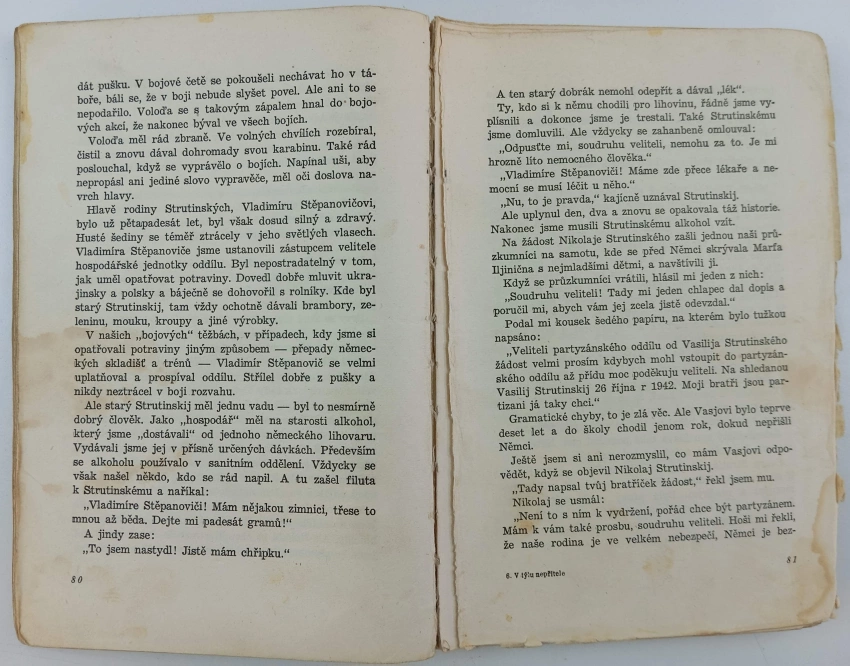 dát pušku. V bojové četě se pokoušeli nechávat ho v tá-
boře, báli se, že v boji nebude slyšet povel. Ale ani to se
nepodařilo. Voloďa se s takovým zápalem hnal do bojo-
vých akcí, že nakonec býval ve všech bojích.
Voloďa měl rád zbraně. Ve volných chvílích rozebíral,
čistil a znovu dával dohromady svou karabinu. Také rád
poslouchal, když se vyprávělo o bojích. Napínal uši, aby
nepropásl ani jediné slovo vypravěče, měl oči doslova na-
vrch hlavy.
Hlavě rodiny Strutinských, Vladimíru Stěpanovičovi,
bylo už pětapadesát let, byl však dosud silný a zdravý.
Husté šediny se téměř ztrácely v jeho světlých vlasech.
Vladimíra Stěpanoviče jsme ustanovili zástupcem velitele
hospodářské jednotky oddílu. Byl nepostradatelný v tom,
jak uměl opatřovat potraviny. Dovedl dobře mluvit ukra-
jinsky a polsky a báječně se dohovořil s rolníky. Kde byl
starý Strutinskij, tam vždy ochotně dávali brambory, ze-
leninu, mouku, kroupy a jiné výrobky.
V našich „bojových" těžbách, v případech, kdy jsme si
opatřovali potraviny jiným způsobem — přepady němec-
kých skladišť a trénů — Vladimír Stěpanovič se velmi
uplatňoval a prospíval oddílu. Střílel dobře z pušky a
nikdy neztrácel v boji rozvahu.
Ale starý Strutinskij měl jednu vadu — byl to nesmírně
dobrý člověk. Jako „hospodář" měl na starosti alkohol,
který jsme „dostávali" od jednoho německého lihovaru.
Vydávali jsme jej v přísně určených dávkách. Především
se alkoholu používalo v sanitním oddělení. Vždycky se
však našel někdo, kdo se rád napil. A tu zašel filuta
k Strutinskému a naříkal:
„Vladimíre Stěpanoviči! Mám nějakou zimnici, třese to
mnou až běda. Dejte mi padesát gramů!"
A jindy zase:
„To jsem nastydl! Jistě mám chřipku."
80
A ten starý dobrák nemohl odepřít a dával „lék".
Ty, kdo si k němu chodili pro lihovinu, řádně jsme vy-
plísnili a dokonce jsme je trestali. Také Strutinskému
jsme domluvili. Ale vždycky se zahanbeně omlouval:
„Odpusťte mi, soudruhu veliteli, nemohu za to. Je mi
hrozně líto nemocného člověka."
„Vladimíre Stěpanoviči! Máme zde přece lékaře a ne-
mocní se musí léčit u něho."
„Nu, to je pravda," kajícně uznával Strutinskij.
Ale uplynul den, dva a znovu se opakovala táž historie.
Nakonec jsme musili Strutinskému alkohol vzít.
Na žádost Nikolaje Strutinského zašli jednou naši prů-
zkumníci na samotu, kde se před Němci skrývala Marfa
Iljinična s nejmladšími dětmi, a navštívili ji.
Když se průzkumníci vrátili, hlásil mi jeden z nich:
„Soudruhu veliteli! Tady mi jeden chlapec dal dopis a
poručil mi, abych vám jej zcela jistě odevzdal."
Podal mi kousek šedého papíru, na kterém bylo tužkou
napsáno:
„Veliteli partyzánského oddílu od Vasilija Strutinského
žádost velmi prosím kdybych mohl vstoupit do partyzán-
ského oddílu až přídu moc poděkuju veliteli. Na shledanou
Vasilij Strutinskij 26 řijna r 1942. Moji bratři jsou par-
tizani já taky chci."
Gramatické chyby, to je zlá věc. Ale Vasjovi bylo teprve
deset let a do školy chodil jenom rok, dokud nepřišli
Němci.
Ještě jsem si ani nerozmyslil, co mám Vasjovi odpo-
vědět, když se objevil Nikolaj Strutinskij.
„Tady napsal tvůj bratříček žádost," řekl jsem mu.
Nikolaj se usmál:
„Není to s ním k vydržení, pořád chce být partyzánem.
Mám k vám také prosbu, soudruhu veliteli. Hoši mi řekli,
že naše rodina je ve velkém nebezpečí, Němci je bez-
6. V týlu nepřítele
81